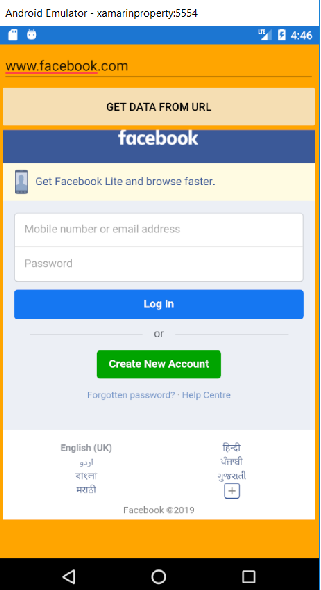 Android Emulator - xamarinproperty:5554
4:46
www.facebook.com
GET DATA FROM URL
facebook
Get Facebook Lite and browse faster.
Mobile number or email address
Password
Log In
or
Create New Account
Forgotten password? · Help Centre
English (UK) हिन्दी
اردو ਪੰਜਾਬੀ
বাংলা ગુજરાતી
मराठी +
Facebook ©2019